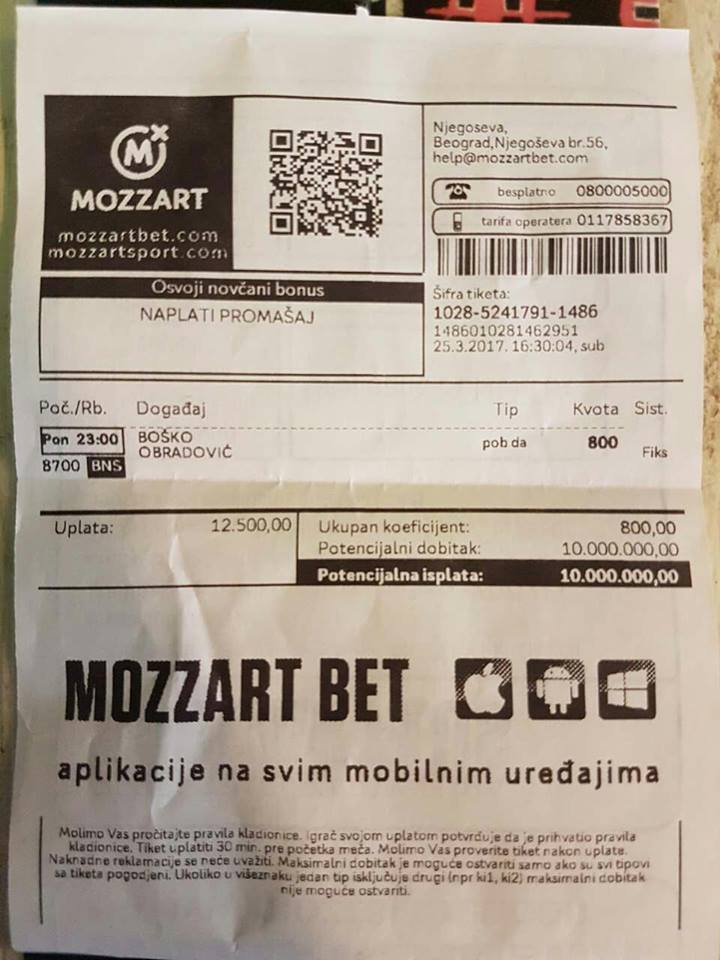 MOZZART
mozzartbet.com
mozzartsport.com
Njegoseva,
Beograd,Njegoševa br.56,
help@mozzartbet.com
besplatno 0800005000
tarifa operatera 0117858367
Osvoji novčani bonus
NAPLATI PROMAŠAJ
Šifra tiketa:
1028-5241791-1486
1486010281462951
25.3.2017. 16:30:04, sub
Poč./Rb. Događaj Tip Kvota Sist.
Pon 23:00 BOŠKO pob da 800 Fiks
8700 BNS OBRADOVIĆ
Uplata: 12.500,00
Ukupan koeficijent: 800,00
Potencijalni dobitak: 10.000.000,00
Potencijalna isplata: 10.000.000,00
MOZZART BET
aplikacije na svim mobilnim uređajima
Molimo Vas pročitajte pravila kladionice. Igrač svojom uplatom potvrđuje da je prihvatio pravila
kladionice. Tiket uplatiti 30 min. pre početka meča. Molimo Vas proverite tiket nakon uplate.
Naknadne reklamacije se neće uvažiti. Maksimalni dobitak je moguće ostvariti samo ako su svi tipovi
sa tiketa pogodjeni. Ukoliko u višeznaku jedan tip isključuje drugi (npr ki1, ki2) maksimalni dobitak
nije moguće ostvariti.